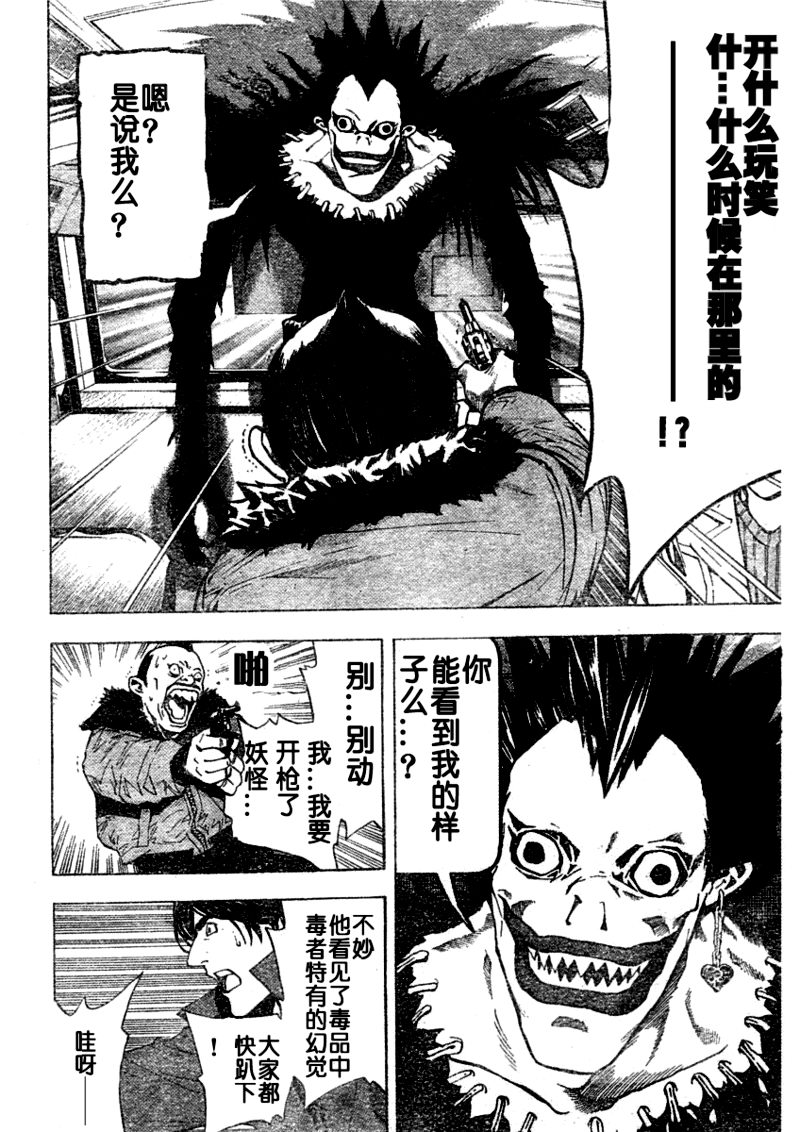 开什么玩笑
什…什么时候在那里的
——!?
嗯?
是说我么?
你
能看到我的样
子么…?
别…别动
我…我要
开枪了
妖怪…
啪
不妙
他看见了毒品中
毒者特有的幻觉
大家都
快趴下
!
哇呀——